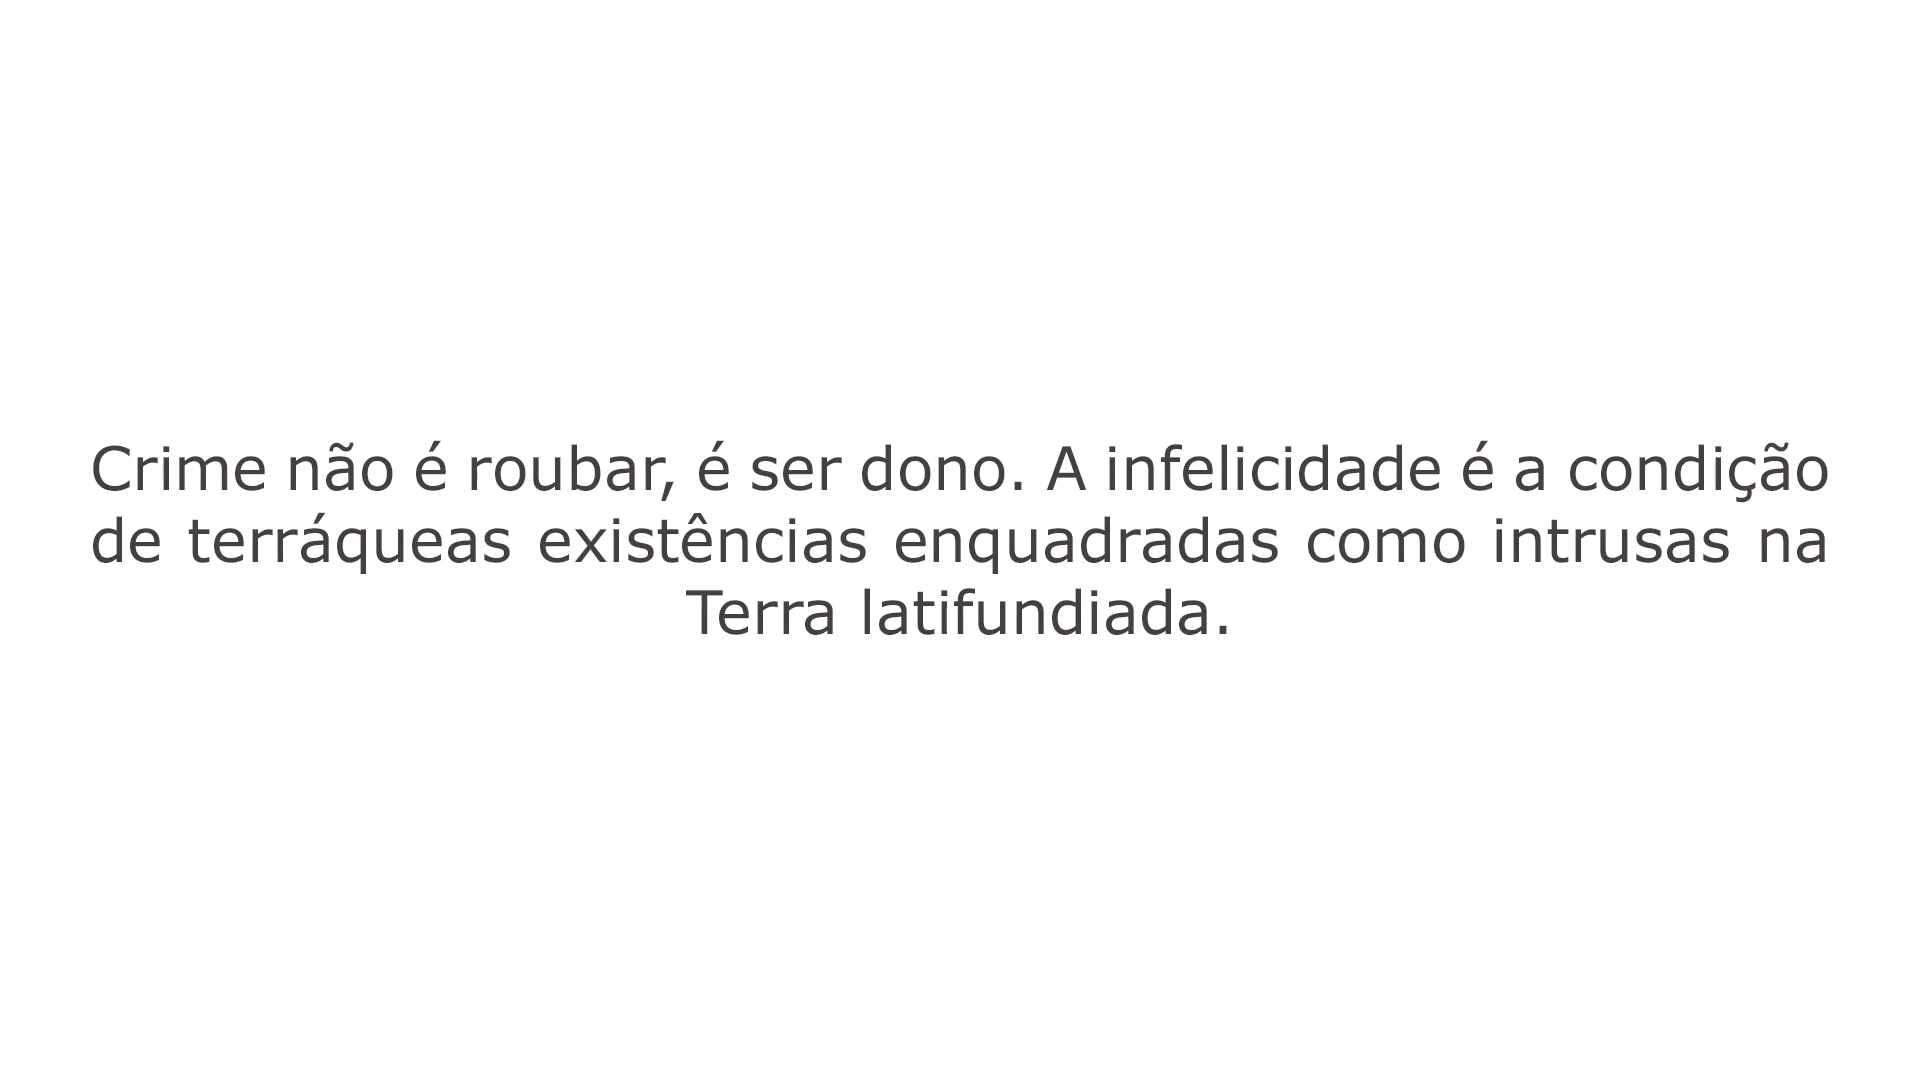 Crime não é roubar, é ser dono. A infelicidade é a condição
de terráqueas existências enquadradas como intrusas na
Terra latifundiada.